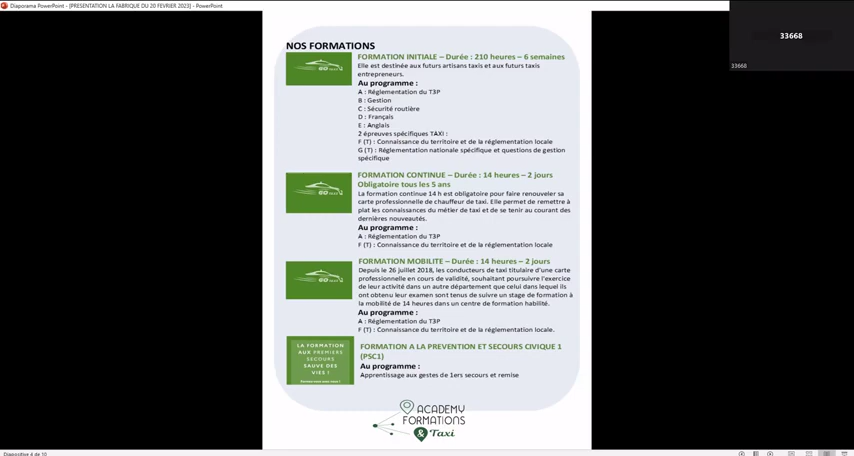 Diaporama PowerPoint - [PRESENTATION LA FABRIQUE DU 20 FEVRIER 2023] - PowerPoint
33668
33668
NOS FORMATIONS
FORMATION INITIALE – Durée : 210 heures – 6 semaines
Elle est destinée aux futurs artisans taxis et aux futurs taxis
entrepreneurs.
Au programme :
A : Réglementation du T3P
B : Gestion
C : Sécurité routière
D : Français
E : Anglais
2 épreuves spécifiques TAXi :
F (T) : Connaissance du territoire et de la réglementation locale
G (T) : Réglementation nationale spécifique et questions de gestion
spécifique
FORMATION CONTINUE – Durée : 14 heures – 2 jours
Obligatoire tous les 5 ans
La formation continue 14 h est obligatoire pour faire renouveler sa
carte professionnelle de chauffeur de taxi. Elle permet de remettre à
plat les connaissances du métier de taxi et de se tenir au courant des
dernières nouveautés.
Au programme :
A : Réglementation du T3P
F (T) : Connaissance du territoire et de la réglementation locale
FORMATION MOBILITE – Durée : 14 heures – 2 jours
Depuis le 26 juillet 2018, les conducteurs de taxi titulaire d'une carte
professionnelle en cours de validité, souhaitant poursuivre l'exercice
de leur activité dans un autre département que celui dans lequel ils
ont obtenu leur examen sont tenus de suivre un stage de formation à
la mobilité de 14 heures dans un centre de formation habilité.
Au programme :
A : Réglementation du T3P
F (T) : Connaissance du territoire et de la réglementation locale.
LA FORMATION
AUX PREMIERS
SECOURS
SAUVE DES
VIES !
FORMATION A LA PREVENTION ET SECOURS CIVIQUE 1
(PSC1)
Au programme :
Apprentissage aux gestes de 1ers secours et remise
ACADEMY
FORMATIONS
& Taxi
Diapositive 4 de 10